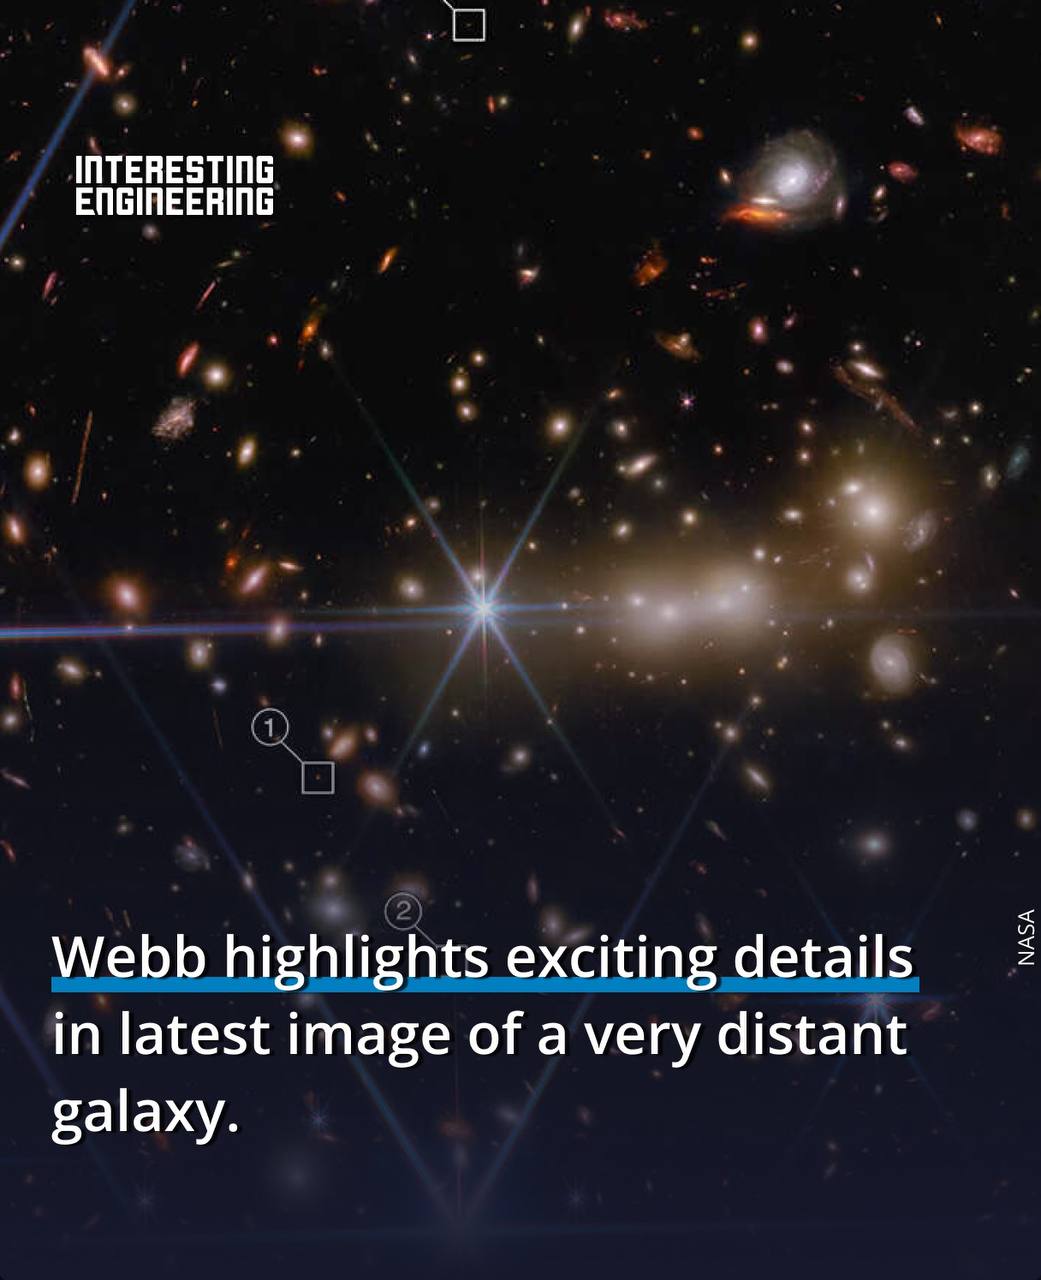 INTERESTING
ENGINEERING
1
2
NASA
Webb highlights exciting details
in latest image of a very distant
galaxy.